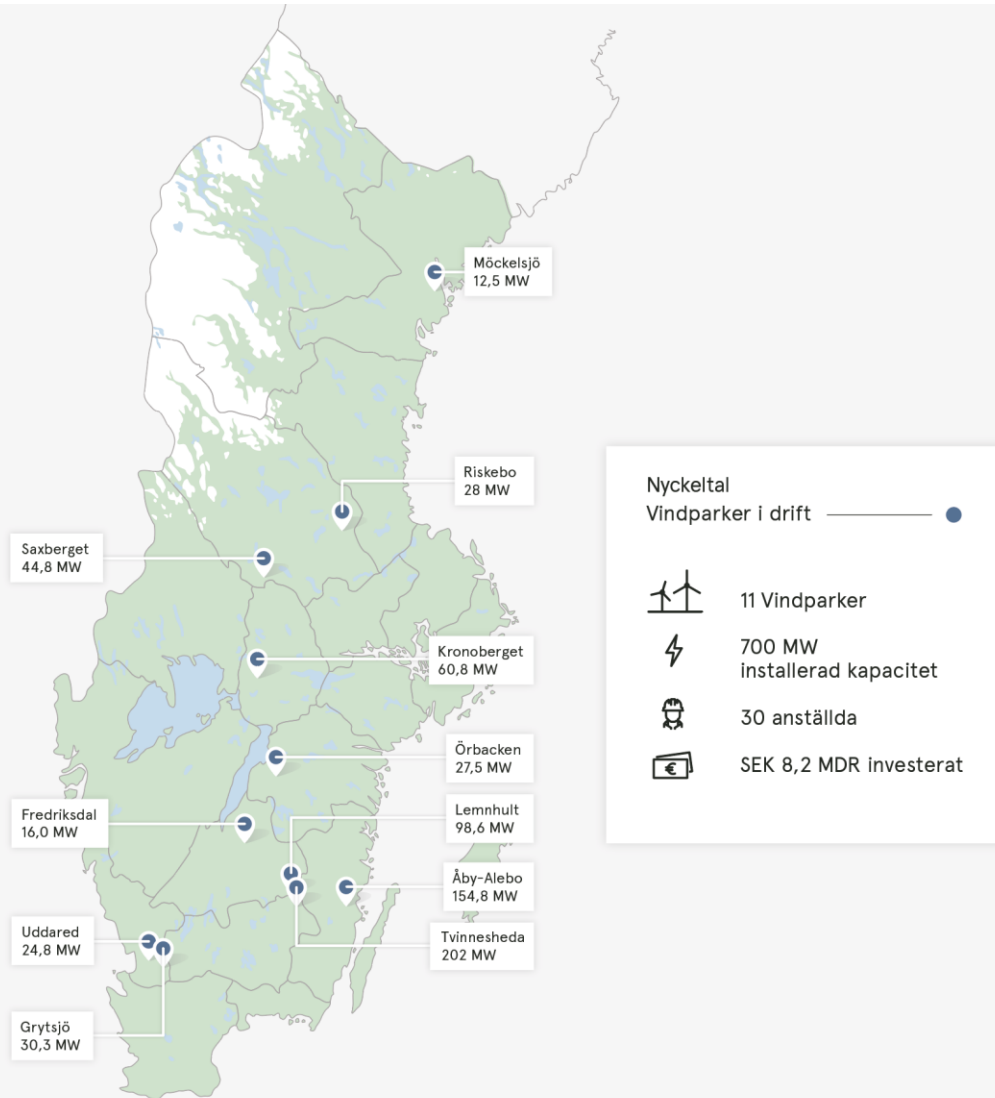 Möckelsjö
12,5 MW
Riskebo
28 MW
Saxberget
44,8 MW
Kronoberget
60,8 MW
Örbacken
27,5 MW
Fredriksdal
16,0 MW
Lemnhult
98,6 MW
Åby-Alebo
154,8 MW
Tvinnesheda
202 MW
Uddared
24,8 MW
Grytsjö
30,3 MW
Nyckeltal
Vindparker i drift
11 Vindparker
700 MW
installerad kapacitet
30 anställda
€
SEK 8,2 MDR investerat